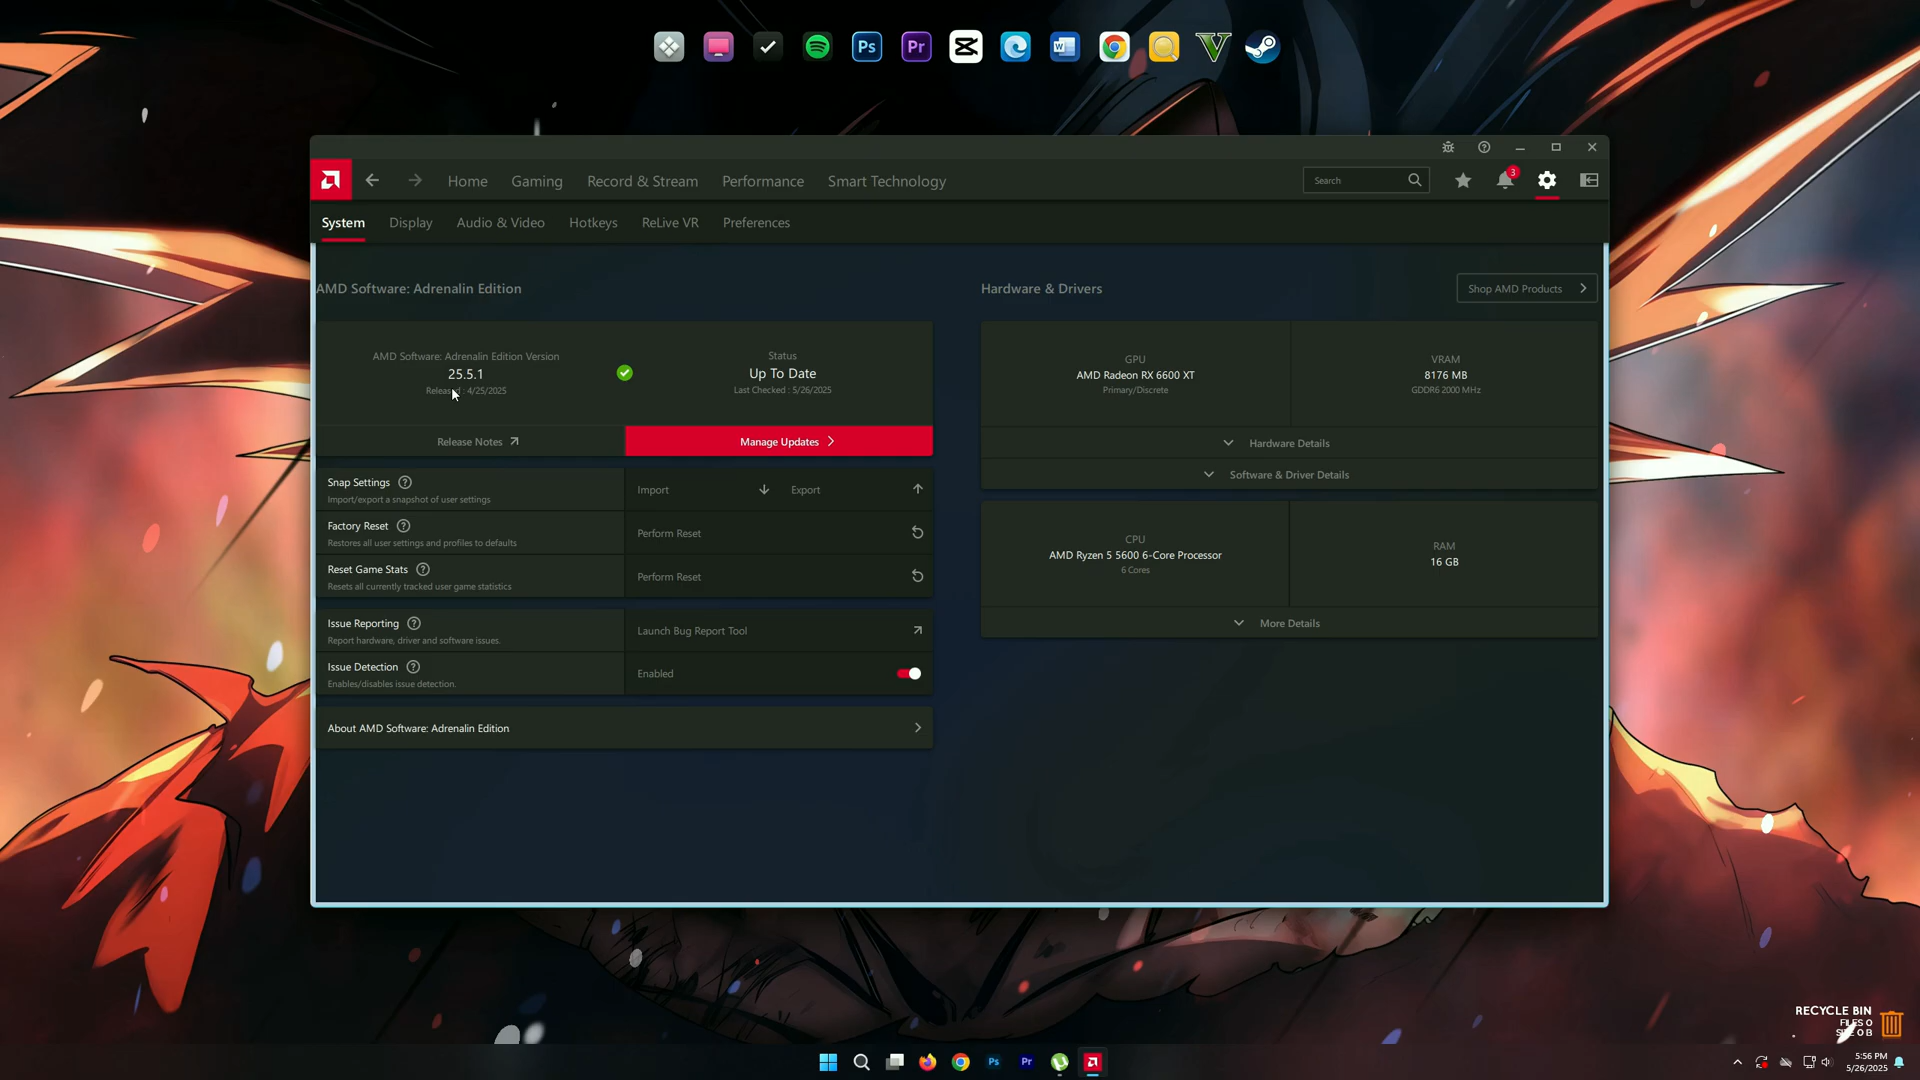 Ps
Pr
W
3
Home
Gaming
Record & Stream
Performance
Smart Technology
Search
System
Display
Audio & Video
Hotkeys
ReLive VR
Preferences
AMD Software: Adrenalin Edition
AMD Software: Adrenalin Edition Version
25.5.1
4/25/2025
Status
Up To Date
Last Checked : 5/26/2025
Release Notes
Manage Updates
Snap Settings
Import/export a snapshot of user settings
Import
Export
Factory Reset
Restores all user settings and profiles to defaults
Perform Reset
Reset Game Stats
Resets all currently tracked user game statistics
Perform Reset
Issue Reporting
Report hardware, driver and software issues.
Launch Bug Report Tool
Issue Detection
Enables/disables issue detection.
Enabled
About AMD Software: Adrenalin Edition
Hardware & Drivers
Shop AMD Products
GPU
AMD Radeon RX 6600 XT
Primary/Discrete
VRAM
8176 MB
GDDR6 2000 MHz
Hardware Details
Software & Driver Details
CPU
AMD Ryzen 5 5600 6-Core Processor
6 Cores
RAM
16 GB
More Details
RECYCLE BIN
0
0 B
Ps
Pr
5:56 PM
5/26/2025